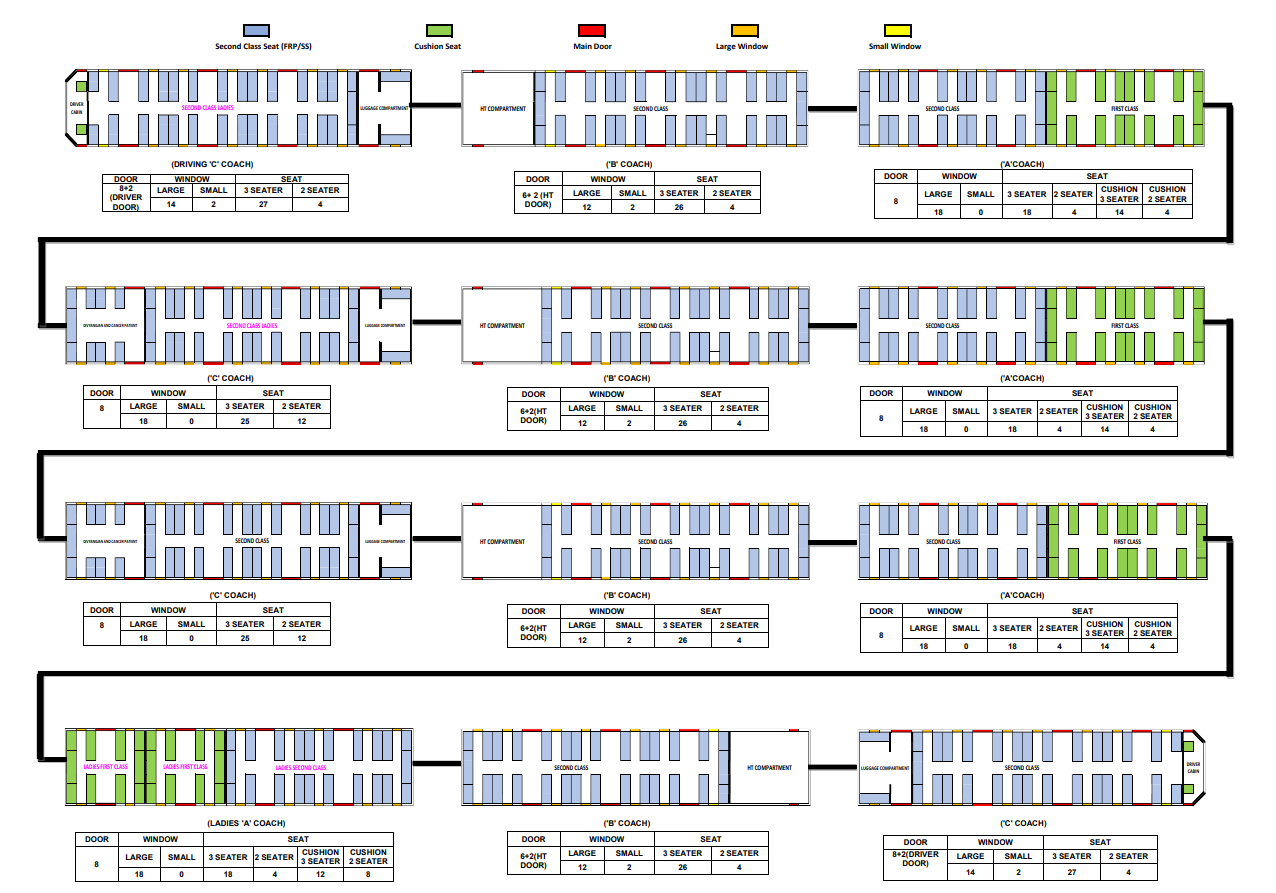 Second Class Seat (FRP/SS) Cushion Seat Main Door Large Window Small Window
DRIVER
CABIN
SECOND CLASS LADIES
LUGGAGE COMPARTMENT
HT COMPARTMENT
SECOND CLASS
SECOND CLASS
FIRST CLASS
(DRIVING 'C' COACH)
DOOR WINDOW SEAT
8+2
(DRIVER
DOOR)
LARGE SMALL 3 SEATER 2 SEATER
14 2 27 4
('B' COACH)
DOOR WINDOW SEAT
6+ 2 (HT
DOOR)
LARGE SMALL 3 SEATER 2 SEATER
12 2 26 4
('A'COACH)
DOOR WINDOW SEAT
8
LARGE SMALL 3 SEATER 2 SEATER CUSHION 3 SEATER CUSHION 2 SEATER
18 0 18 4 14 4
DIVYANGJAN AND CANCER PATIENT
SECOND CLASS LADIES
LUGGAGE COMPARTMENT
HT COMPARTMENT
SECOND CLASS
SECOND CLASS
FIRST CLASS
('C' COACH)
DOOR WINDOW SEAT
8
LARGE SMALL 3 SEATER 2 SEATER
18 0 25 12
('B' COACH)
DOOR WINDOW SEAT
6+2(HT
DOOR)
LARGE SMALL 3 SEATER 2 SEATER
12 2 26 4
('A'COACH)
DOOR WINDOW SEAT
8
LARGE SMALL 3 SEATER 2 SEATER CUSHION 3 SEATER CUSHION 2 SEATER
18 0 18 4 14 4
DIVYANGJAN AND CANCER PATIENT
SECOND CLASS
LUGGAGE COMPARTMENT
HT COMPARTMENT
SECOND CLASS
SECOND CLASS
FIRST CLASS
('C' COACH)
DOOR WINDOW SEAT
8
LARGE SMALL 3 SEATER 2 SEATER
18 0 25 12
('B' COACH)
DOOR WINDOW SEAT
6+2(HT
DOOR)
LARGE SMALL 3 SEATER 2 SEATER
12 2 26 4
('A'COACH)
DOOR WINDOW SEAT
8
LARGE SMALL 3 SEATER 2 SEATER CUSHION 3 SEATER CUSHION 2 SEATER
18 0 18 4 14 4
LADIES FIRST CLASS
LADIES FIRST CLASS
LADIES SECOND CLASS
SECOND CLASS
HT COMPARTMENT
LUGGAGE COMPARTMENT
SECOND CLASS
DRIVER
CABIN
(LADIES 'A' COACH)
DOOR WINDOW SEAT
8
LARGE SMALL 3 SEATER 2 SEATER CUSHION 3 SEATER CUSHION 2 SEATER
18 0 18 4 12 8
('B' COACH)
DOOR WINDOW SEAT
6+2(HT
DOOR)
LARGE SMALL 3 SEATER 2 SEATER
12 2 26 4
('C' COACH)
DOOR WINDOW SEAT
8+2(DRIVER
DOOR)
LARGE SMALL 3 SEATER 2 SEATER
14 2 27 4